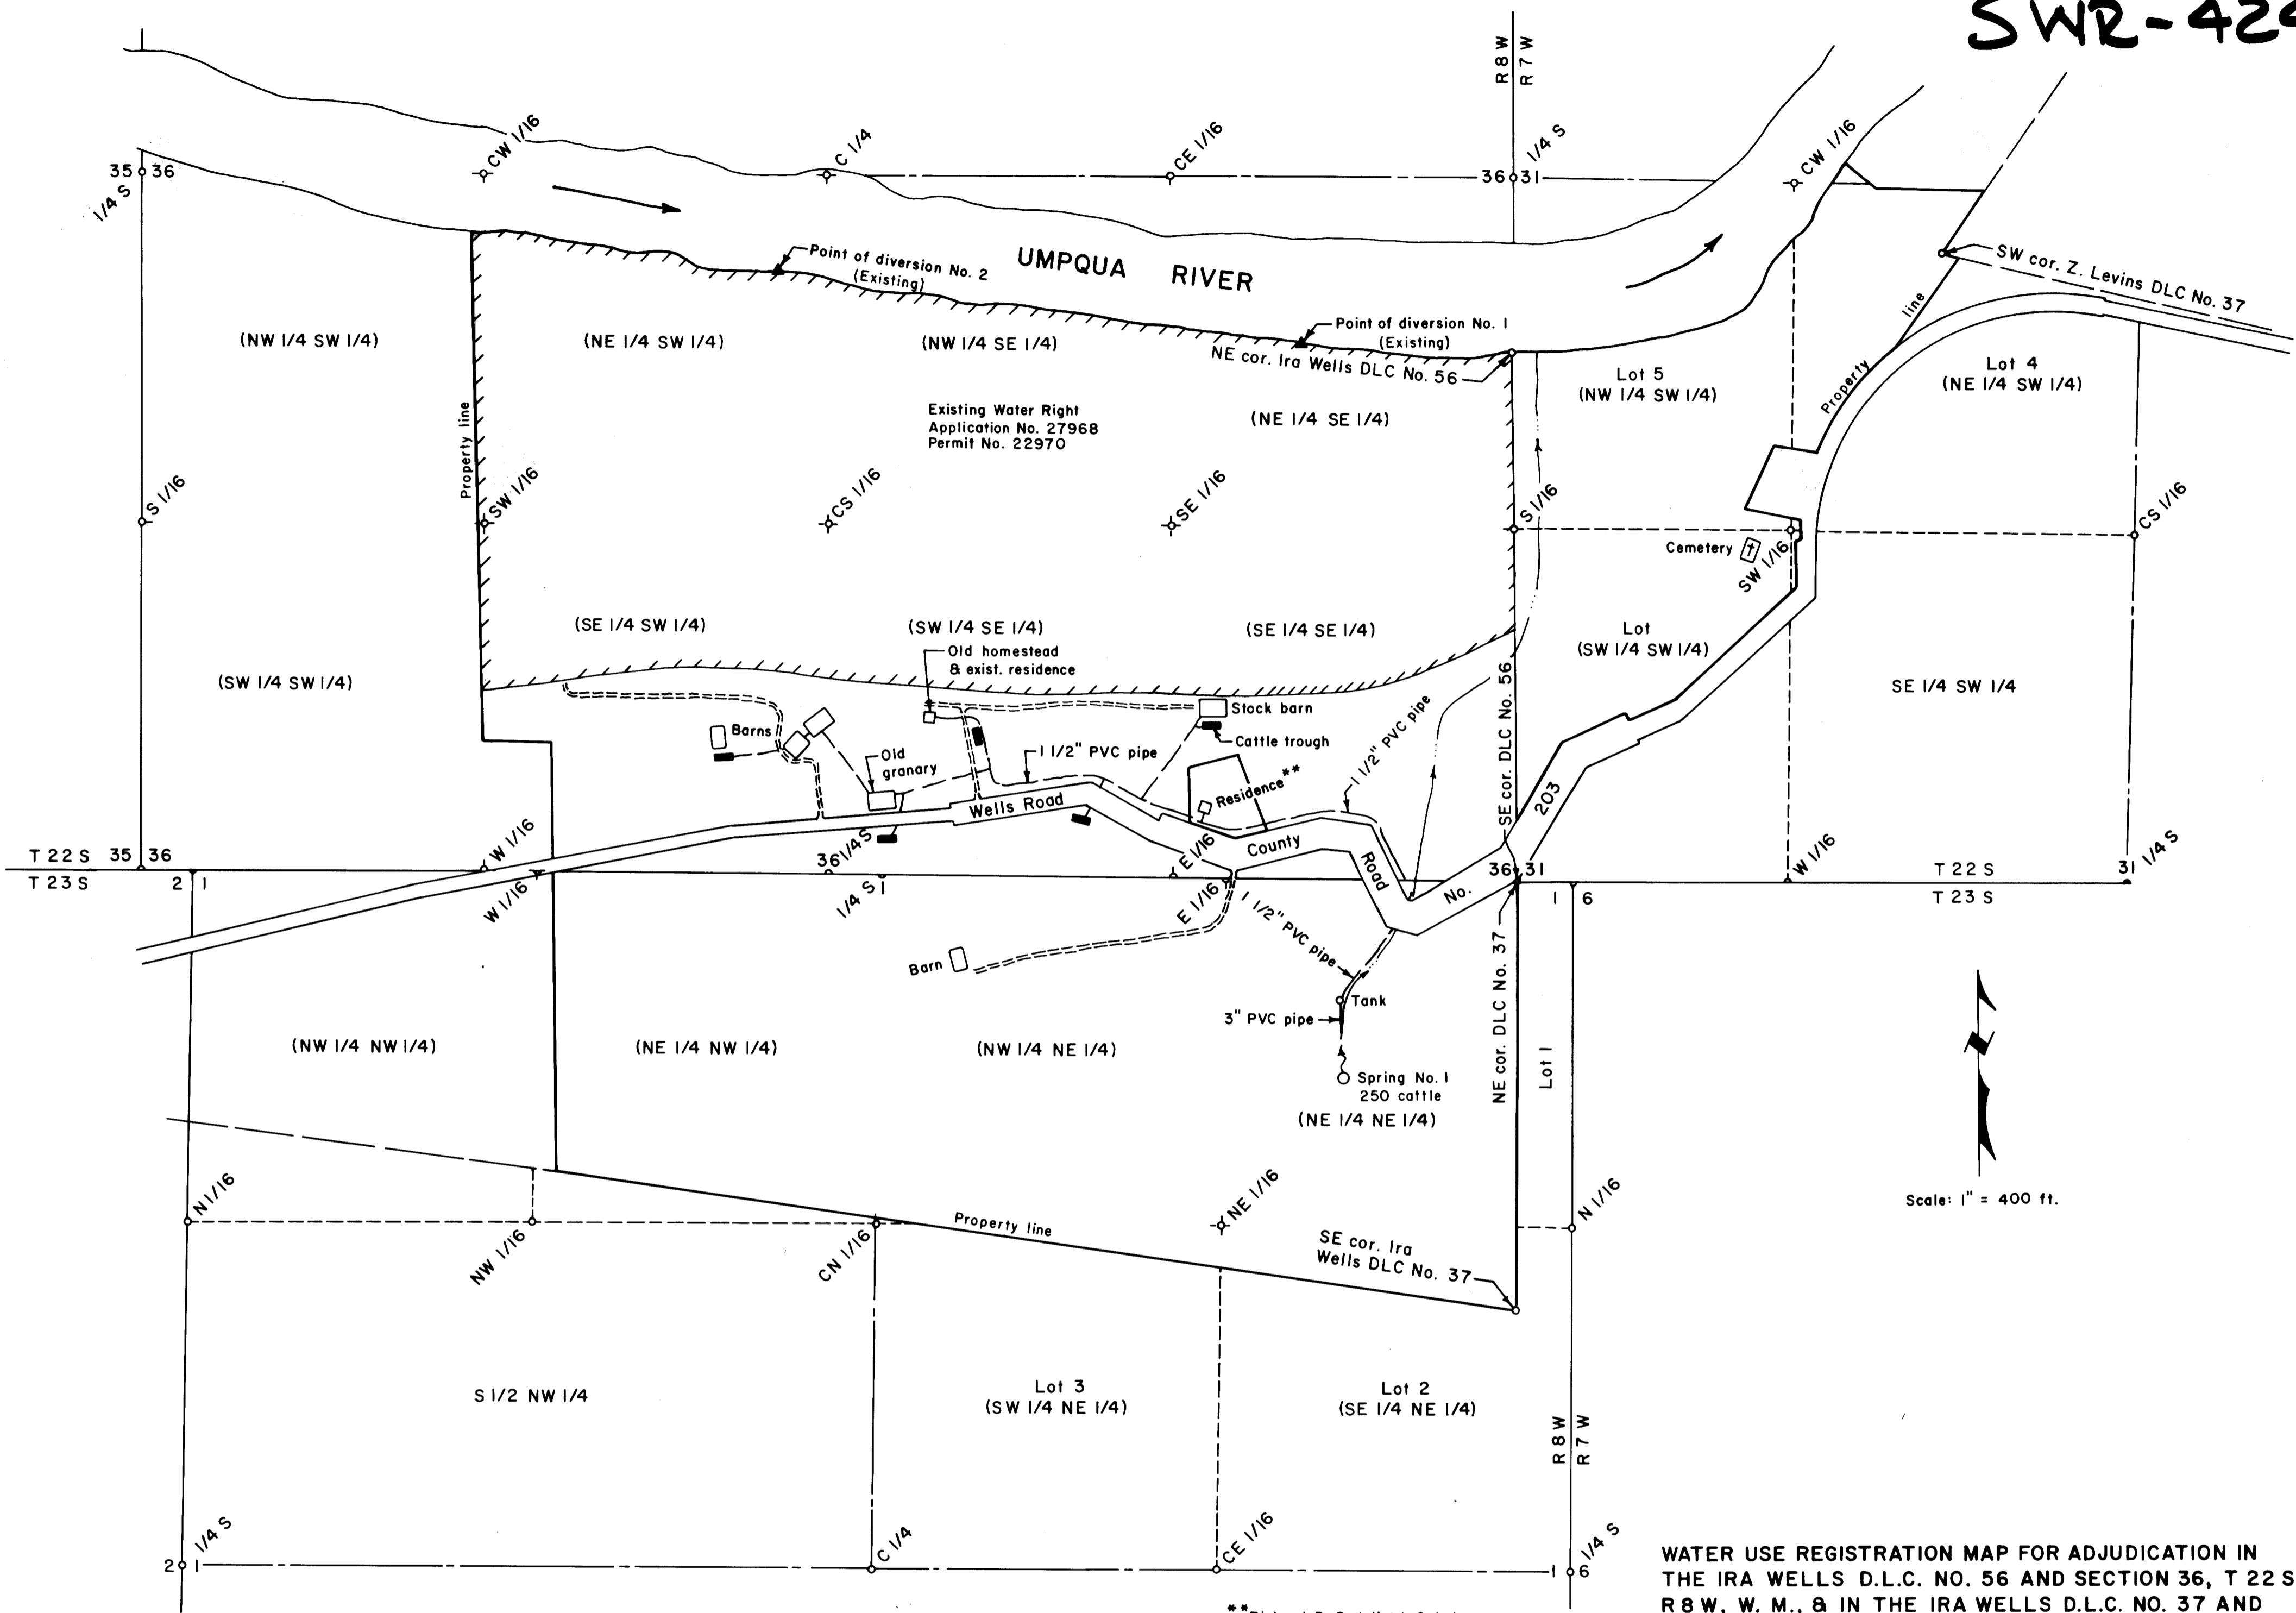 SWR-424
R 8 W
R 7 W
CW 1/16
C 1/4
CE 1/16
1/4 S
CW 1/16
35 36
1/4 S
36 31
Point of diversion No. 2
(Existing)
UMPQUA RIVER
SW cor. Z. Levins DLC No. 37
line
Property
Point of diversion No. 1
(Existing)
NE cor. Ira Wells DLC No. 56
(NW 1/4 SW 1/4)
(NE 1/4 SW 1/4)
(NW 1/4 SE 1/4)
Lot 5
(NW 1/4 SW 1/4)
Lot 4
(NE 1/4 SW 1/4)
Property line
Existing Water Right
Application No. 27968
Permit No. 22970
(NE 1/4 SE 1/4)
S 1/16
SW 1/16
CS 1/16
SE 1/16
S 1/16
CS 1/16
Cemetery
SW 1/16
(SE 1/4 SW 1/4)
(SW 1/4 SE 1/4)
(SE 1/4 SE 1/4)
Lot
(SW 1/4 SW 1/4)
Old homestead
& exist. residence
(SW 1/4 SW 1/4)
SE 1/4 SW 1/4
SE cor. DLC No. 56
Barns
Stock barn
Cattle trough
Old
granary
1 1/2" PVC pipe
1 1/2" PVC pipe
Residence**
Wells Road
County
Road
No.
203
T 22 S
T 23 S
35 36
2 1
W 1/16
W 1/16
36
1/4 S
1/4 S
1
E 1/16
E 1/16
36 31
1 6
W 1/16
T 22 S
T 23 S
31
1/4 S
1 1/2" PVC pipe
Barn
Tank
3" PVC pipe
NE cor. DLC No. 37
(NW 1/4 NW 1/4)
(NE 1/4 NW 1/4)
(NW 1/4 NE 1/4)
Spring No. 1
250 cattle
(NE 1/4 NE 1/4)
Lot 1
N 1/16
NW 1/16
CN 1/16
Property line
NE 1/16
N 1/16
SE cor. Ira
Wells DLC No. 37
Scale: 1" = 400 ft.
S 1/2 NW 1/4
Lot 3
(SW 1/4 NE 1/4)
Lot 2
(SE 1/4 NE 1/4)
R 8 W
R 7 W
2 1
1/4 S
C 1/4
CE 1/16
1 6
1/4 S
WATER USE REGISTRATION MAP FOR ADJUDICATION IN
THE IRA WELLS D.L.C. NO. 56 AND SECTION 36, T 22 S
R 8 W, W. M., & IN THE IRA WELLS D.L.C. NO. 37 AND
**